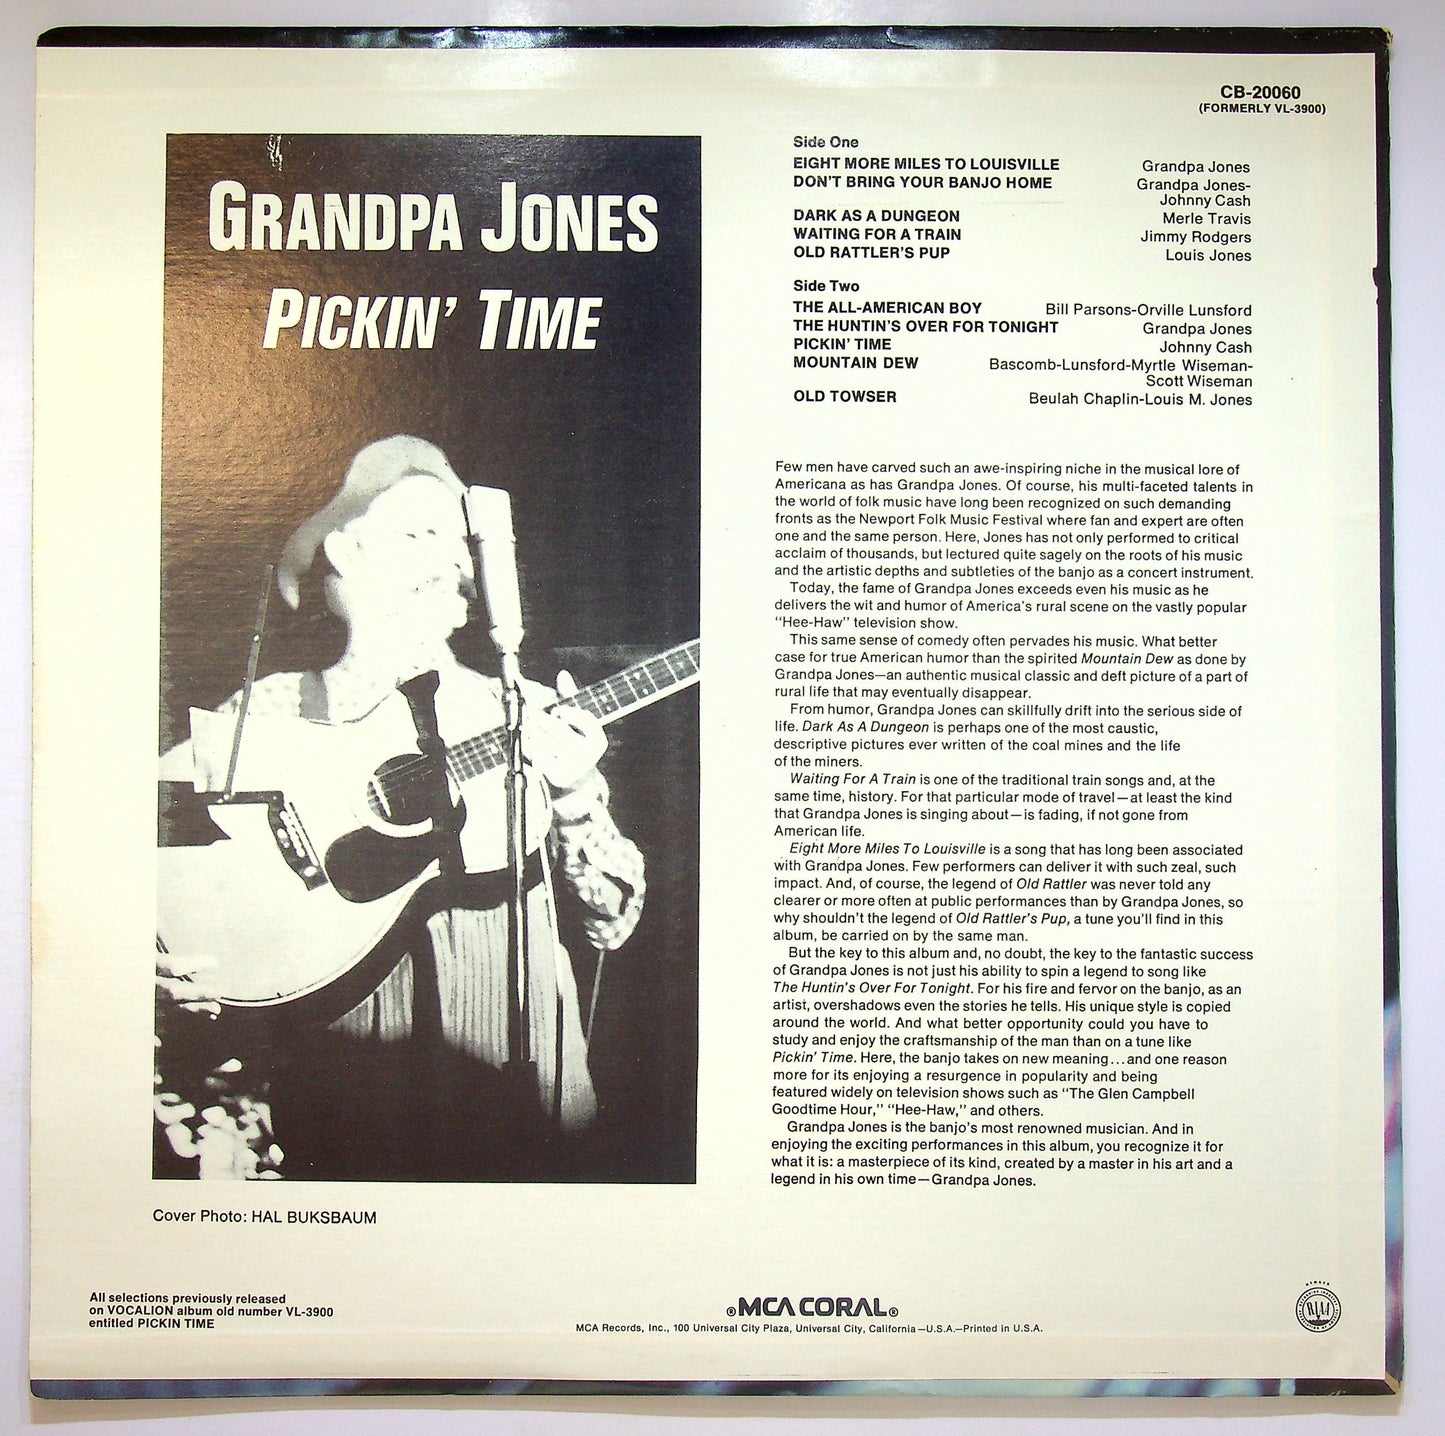 CB-20060
(FORMERLY VL-3900)
GRANDPA JONES
PICKIN' TIME
Side One
EIGHT MORE MILES TO LOUISVILLE Grandpa Jones
DON'T BRING YOUR BANJO HOME Grandpa Jones-
Johnny Cash
DARK AS A DUNGEON Merle Travis
WAITING FOR A TRAIN Jimmy Rodgers
OLD RATTLER'S PUP Louis Jones
Side Two
THE ALL-AMERICAN BOY Bill Parsons-Orville Lunsford
THE HUNTIN'S OVER FOR TONIGHT Grandpa Jones
PICKIN' TIME Johnny Cash
MOUNTAIN DEW Bascomb-Lunsford-Myrtle Wiseman-
Scott Wiseman
OLD TOWSER Beulah Chaplin-Louis M. Jones
Few men have carved such an awe-inspiring niche in the musical lore of
Americana as has Grandpa Jones. Of course, his multi-faceted talents in
the world of folk music have long been recognized on such demanding
fronts as the Newport Folk Music Festival where fan and expert are often
one and the same person. Here, Jones has not only performed to critical
acclaim of thousands, but lectured quite sagely on the roots of his music
and the artistic depths and subtleties of the banjo as a concert instrument.
Today, the fame of Grandpa Jones exceeds even his music as he
delivers the wit and humor of America's rural scene on the vastly popular
"Hee-Haw" television show.
This same sense of comedy often pervades his music. What better
case for true American humor than the spirited Mountain Dew as done by
Grandpa Jones—an authentic musical classic and deft picture of a part of
rural life that may eventually disappear.
From humor, Grandpa Jones can skillfully drift into the serious side of
life. Dark As A Dungeon is perhaps one of the most caustic,
descriptive pictures ever written of the coal mines and the life
of the miners.
Waiting For A Train is one of the traditional train songs and, at the
same time, history. For that particular mode of travel—at least the kind
that Grandpa Jones is singing about—is fading, if not gone from
American life.
Eight More Miles To Louisville is a song that has long been associated
with Grandpa Jones. Few performers can deliver it with such zeal, such
impact. And, of course, the legend of Old Rattler was never told any
clearer or more often at public performances than by Grandpa Jones, so
why shouldn't the legend of Old Rattler's Pup, a tune you'll find in this
album, be carried on by the same man.
But the key to this album and, no doubt, the key to the fantastic success
of Grandpa Jones is not just his ability to spin a legend to song like
The Huntin's Over For Tonight. For his fire and fervor on the banjo, as an
artist, overshadows even the stories he tells. His unique style is copied
around the world. And what better opportunity could you have to
study and enjoy the craftsmanship of the man than on a tune like
Pickin' Time. Here, the banjo takes on new meaning...and one reason
more for its enjoying a resurgence in popularity and being
featured widely on television shows such as "The Glen Campbell
Goodtime Hour," "Hee-Haw," and others.
Grandpa Jones is the banjo's most renowned musician. And in
enjoying the exciting performances in this album, you recognize it for
what it is: a masterpiece of its kind, created by a master in his art and a
legend in his own time—Grandpa Jones.
Cover Photo: HAL BUKSBAUM
All selections previously released
on VOCALION album old number VL-3900
entitled PICKIN TIME
®MCA CORAL®
MCA Records, Inc., 100 Universal City Plaza, Universal City, California—U.S.A.—Printed in U.S.A.
MEMBER
RIAA